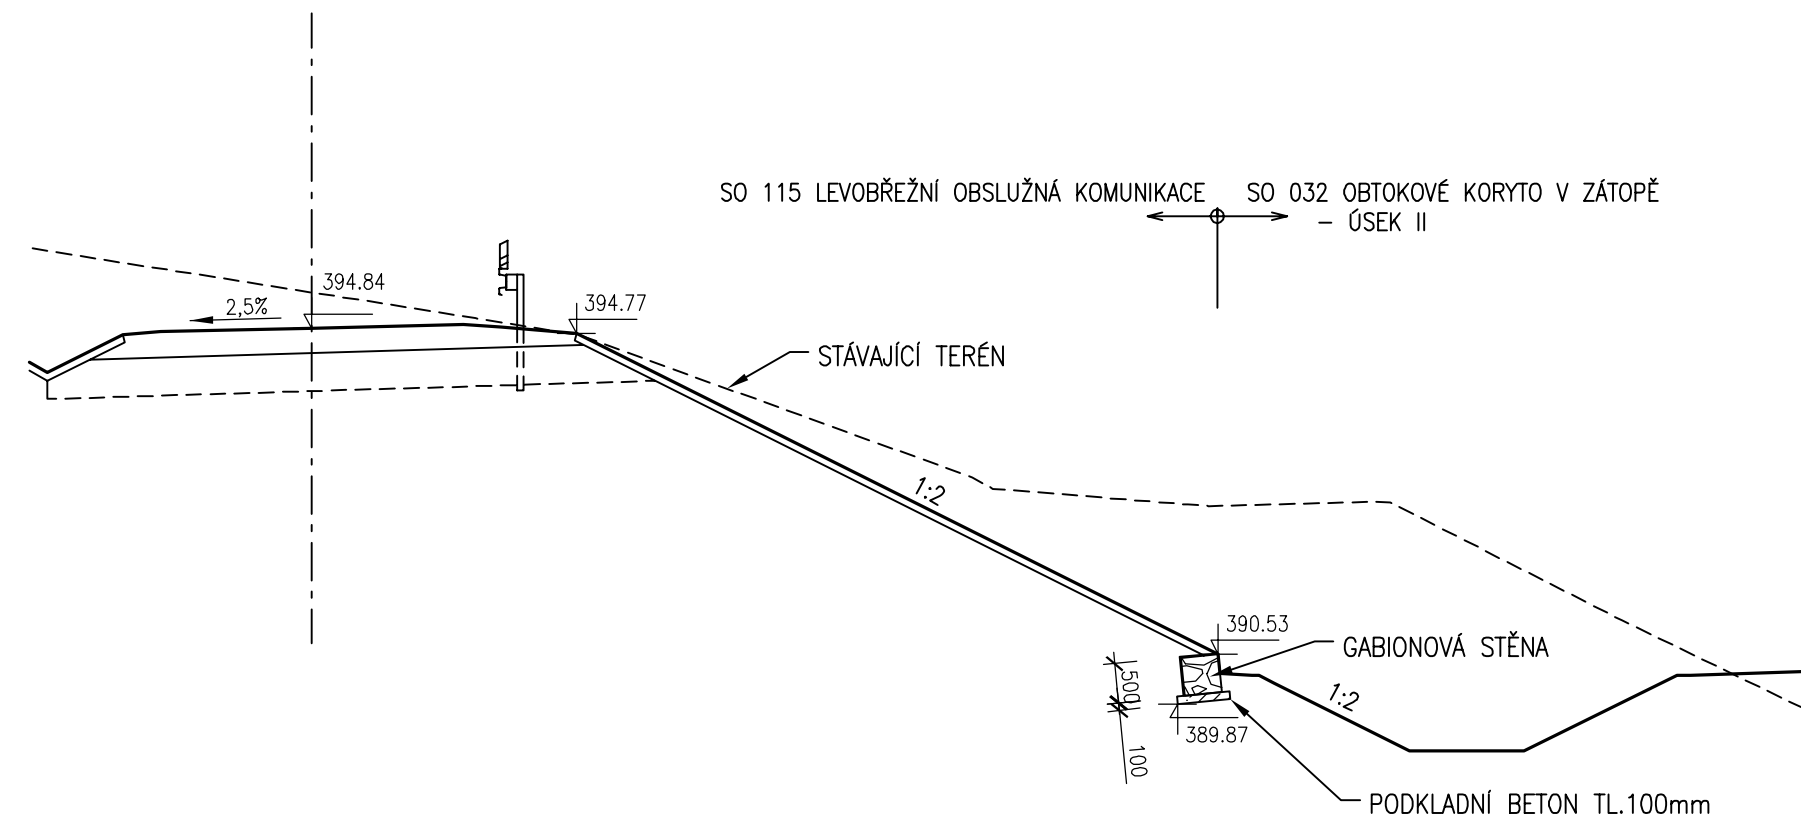 SO 115 LEVOBŘEŽNÍ OBSLUŽNÁ KOMUNIKACE
SO 032 OBTOKOVÉ KORYTO V ZÁTOPĚ
– ÚSEK II
394.84
2,5%
394.77
STÁVAJÍCÍ TERÉN
1:2
390.53
GABIONOVÁ STĚNA
500
1:2
389.87
100
PODKLADNÍ BETON TL.100mm